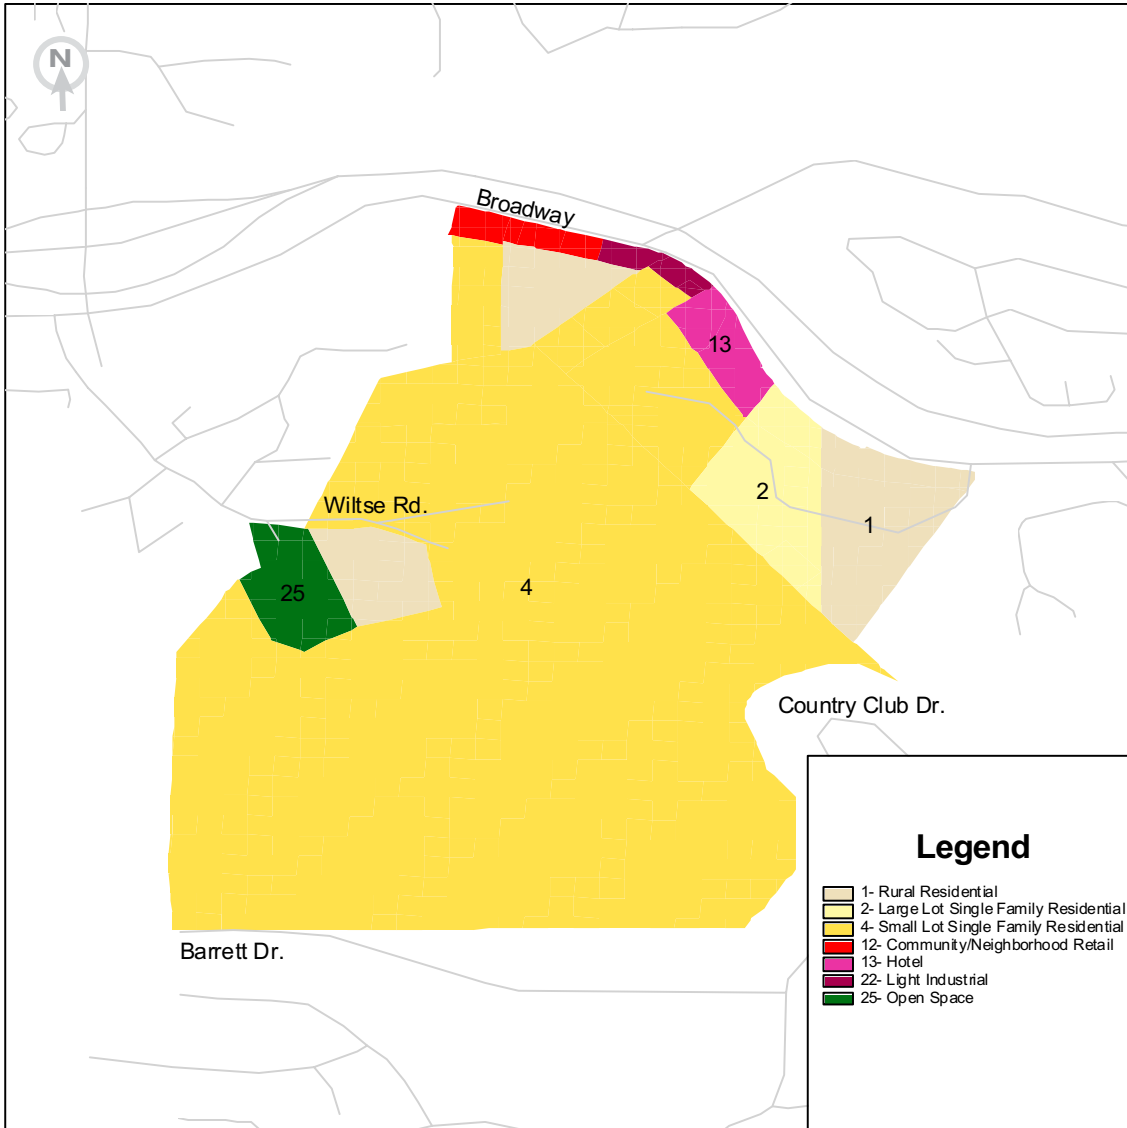 N
Broadway
13
2
1
Wiltse Rd.
25
4
Country Club Dr.
Barrett Dr.
Legend
1- Rural Residential
2- Large Lot Single Family Residential
4- Small Lot Single Family Residential
12- Community/Neighborhood Retail
13- Hotel
22- Light Industrial
25- Open Space